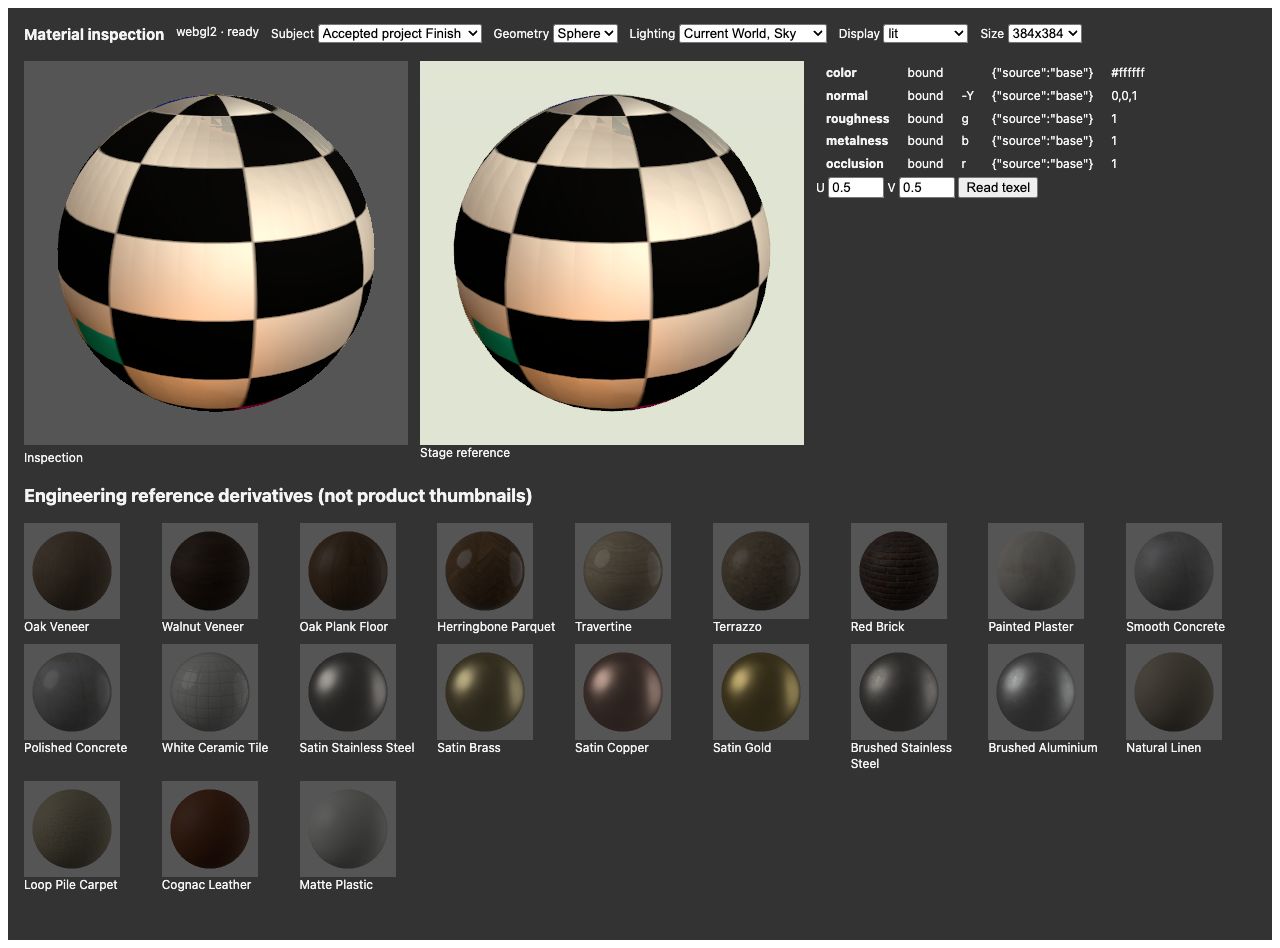 Material inspection webgl2 · ready Subject Accepted project Finish Geometry Sphere Lighting Current World, Sky Display lit Size 384x384
color bound {"source":"base"} #ffffff
normal bound -Y {"source":"base"} 0,0,1
roughness bound g {"source":"base"} 1
metalness bound b {"source":"base"} 1
occlusion bound r {"source":"base"} 1
U 0.5 V 0.5 Read texel
Inspection
Stage reference
Engineering reference derivatives (not product thumbnails)
Oak Veneer
Walnut Veneer
Oak Plank Floor
Herringbone Parquet
Travertine
Terrazzo
Red Brick
Painted Plaster
Smooth Concrete
Polished Concrete
White Ceramic Tile
Satin Stainless Steel
Satin Brass
Satin Copper
Satin Gold
Brushed Stainless
Steel
Brushed Aluminium
Natural Linen
Loop Pile Carpet
Cognac Leather
Matte Plastic